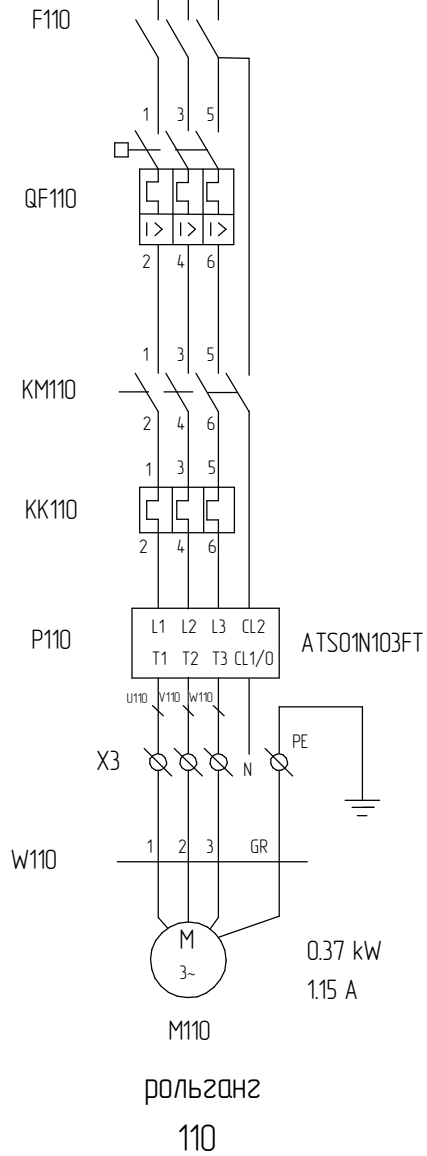 F110
1 3 5
QF110
I> I> I>
2 4 6
1 3 5
KM110
2 4 6
1 3 5
KK110
2 4 6
P110
L1 L2 L3 CL2
T1 T2 T3 CL1/0
ATS01N103FT
U110 V110 W110
X3
N
PE
W110
1 2 3 GR
M
3~
0.37 kW
1.15 A
M110
рольганг
110